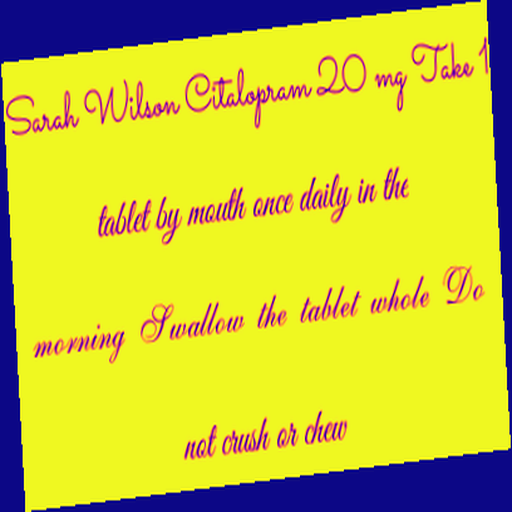 Sarah Wilson Citalopram 20 mg Take 1
tablet by mouth once daily in the
morning Swallow the tablet whole Do
not crush or chew